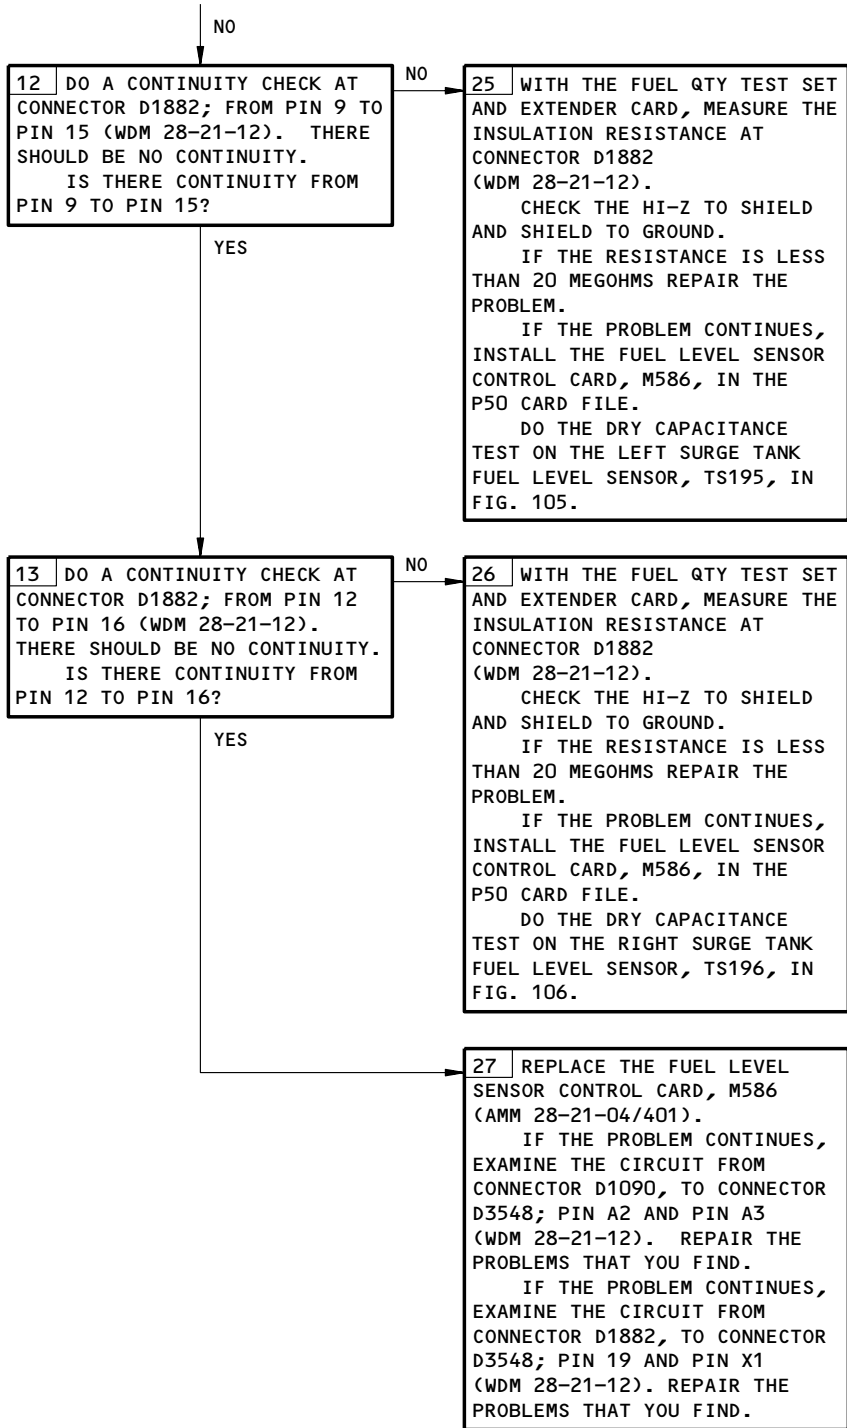 NO
12 DO A CONTINUITY CHECK AT
CONNECTOR D1882; FROM PIN 9 TO
PIN 15 (WDM 28-21-12). THERE
SHOULD BE NO CONTINUITY.
IS THERE CONTINUITY FROM
PIN 9 TO PIN 15?
NO
YES
25 WITH THE FUEL QTY TEST SET
AND EXTENDER CARD, MEASURE THE
INSULATION RESISTANCE AT
CONNECTOR D1882
(WDM 28-21-12).
CHECK THE HI-Z TO SHIELD
AND SHIELD TO GROUND.
IF THE RESISTANCE IS LESS
THAN 20 MEGOHMS REPAIR THE
PROBLEM.
IF THE PROBLEM CONTINUES,
INSTALL THE FUEL LEVEL SENSOR
CONTROL CARD, M586, IN THE
P50 CARD FILE.
DO THE DRY CAPACITANCE
TEST ON THE LEFT SURGE TANK
FUEL LEVEL SENSOR, TS195, IN
FIG. 105.
13 DO A CONTINUITY CHECK AT
CONNECTOR D1882; FROM PIN 12
TO PIN 16 (WDM 28-21-12).
THERE SHOULD BE NO CONTINUITY.
IS THERE CONTINUITY FROM
PIN 12 TO PIN 16?
NO
YES
26 WITH THE FUEL QTY TEST SET
AND EXTENDER CARD, MEASURE THE
INSULATION RESISTANCE AT
CONNECTOR D1882
(WDM 28-21-12).
CHECK THE HI-Z TO SHIELD
AND SHIELD TO GROUND.
IF THE RESISTANCE IS LESS
THAN 20 MEGOHMS REPAIR THE
PROBLEM.
IF THE PROBLEM CONTINUES,
INSTALL THE FUEL LEVEL SENSOR
CONTROL CARD, M586, IN THE
P50 CARD FILE.
DO THE DRY CAPACITANCE
TEST ON THE RIGHT SURGE TANK
FUEL LEVEL SENSOR, TS196, IN
FIG. 106.
27 REPLACE THE FUEL LEVEL
SENSOR CONTROL CARD, M586
(AMM 28-21-04/401).
IF THE PROBLEM CONTINUES,
EXAMINE THE CIRCUIT FROM
CONNECTOR D1090, TO CONNECTOR
D3548; PIN A2 AND PIN A3
(WDM 28-21-12). REPAIR THE
PROBLEMS THAT YOU FIND.
IF THE PROBLEM CONTINUES,
EXAMINE THE CIRCUIT FROM
CONNECTOR D1882, TO CONNECTOR
D3548; PIN 19 AND PIN X1
(WDM 28-21-12). REPAIR THE
PROBLEMS THAT YOU FIND.